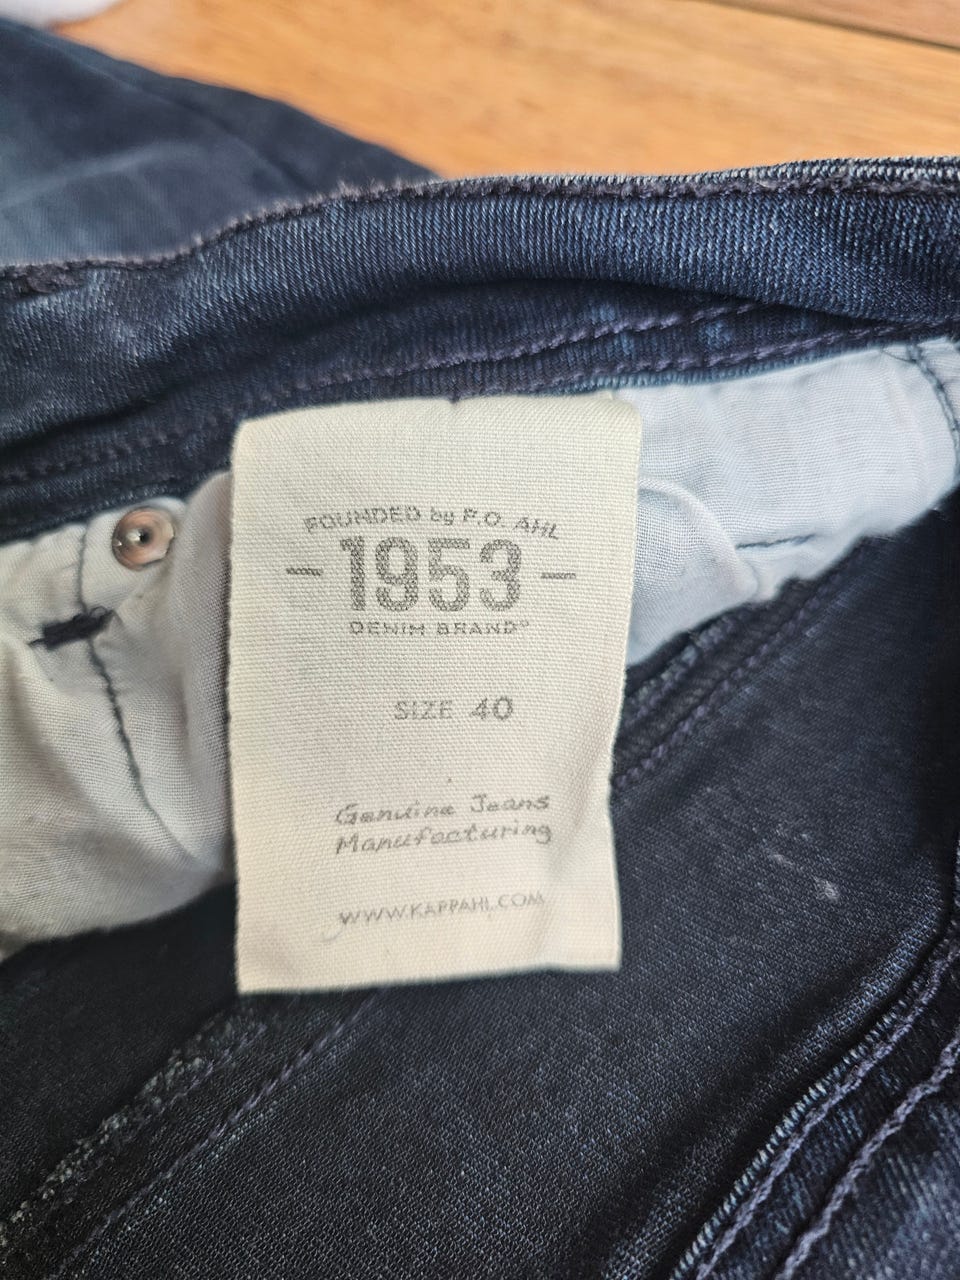 FOUNDED by P.O. AHL
– 1953 –
DENIM BRAND®
SIZE 40
Genuine Jeans
Manufacturing
WWW.KAPPAHL.COM